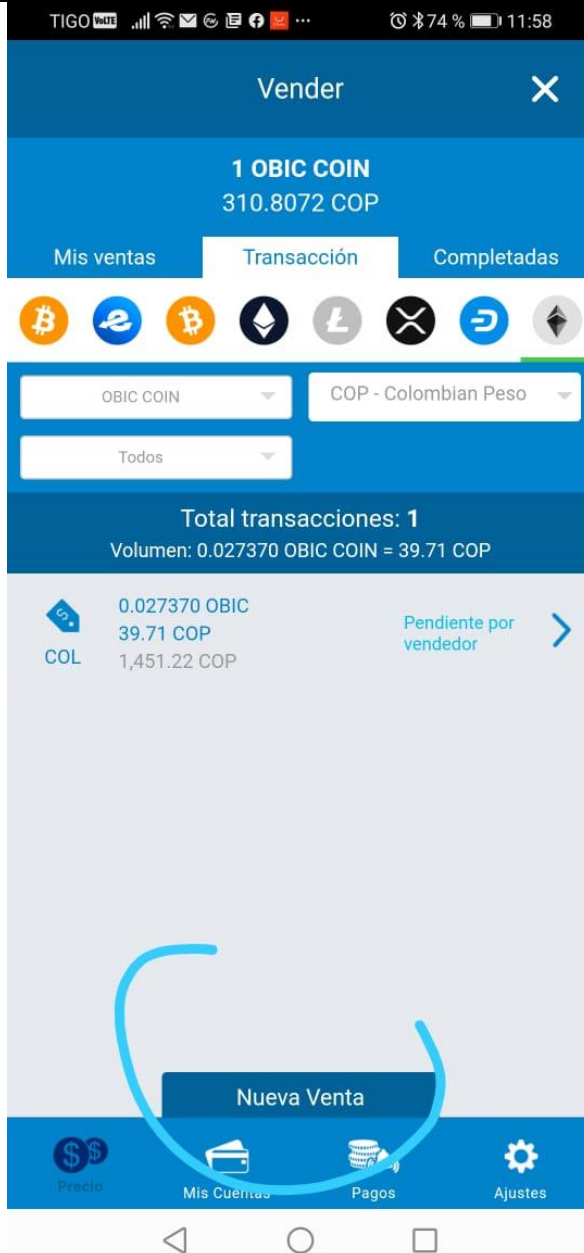 TIGO VoLTE 74 % 11:58
Vender
1 OBIC COIN
310.8072 COP
Mis ventas Transacción Completadas
OBIC COIN COP - Colombian Peso
Todos
Total transacciones: 1
Volumen: 0.027370 OBIC COIN = 39.71 COP
0.027370 OBIC
39.71 COP
1,451.22 COP
COL
Pendiente por
vendedor
Nueva Venta
Precio Mis Cuentas Pagos Ajustes